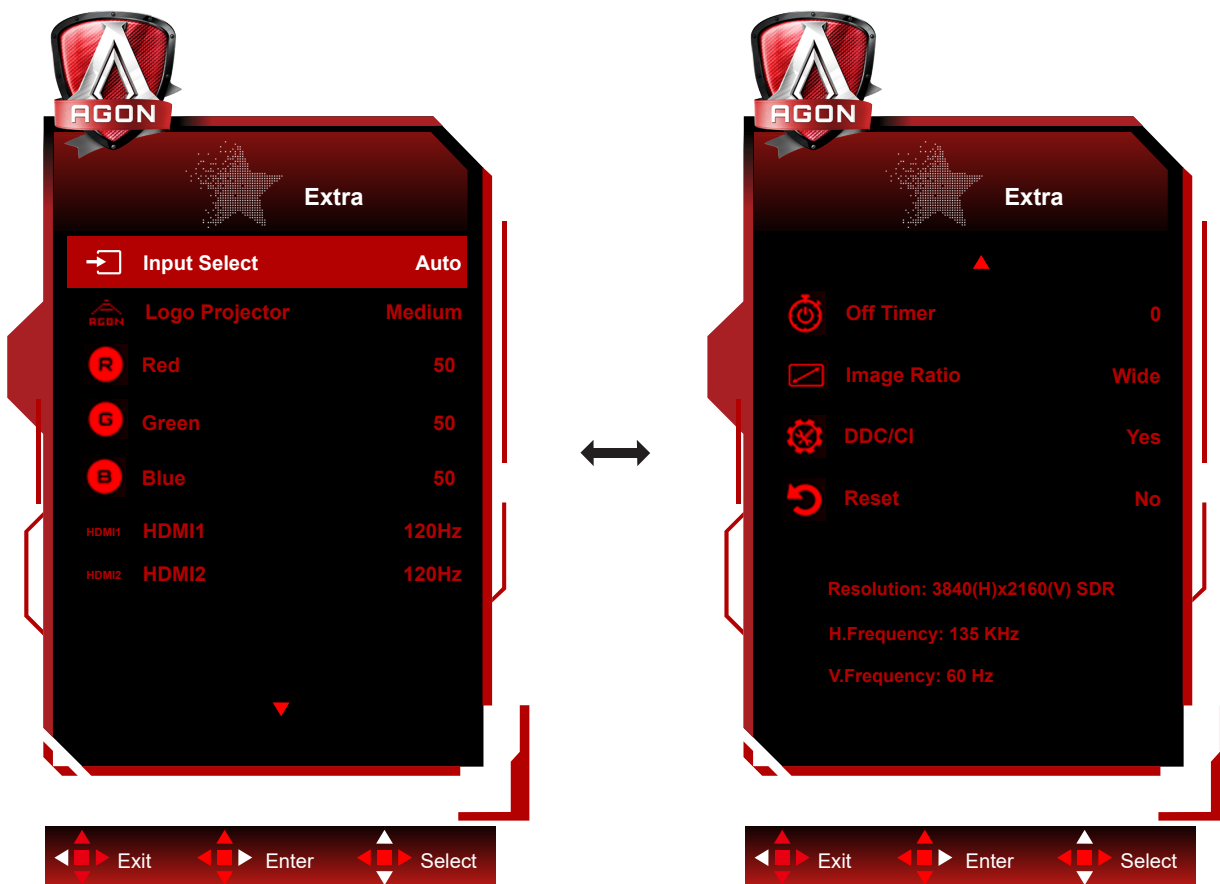 AGON
Extra
Input Select Auto
AGON Logo Projector Medium
R Red 50
G Green 50
B Blue 50
HDMI1 HDMI1 120Hz
HDMI2 HDMI2 120Hz
Exit Enter Select
AGON
Extra
Off Timer 0
Image Ratio Wide
DDC/CI Yes
Reset No
Resolution: 3840(H)x2160(V) SDR
H.Frequency: 135 KHz
V.Frequency: 60 Hz
Exit Enter Select